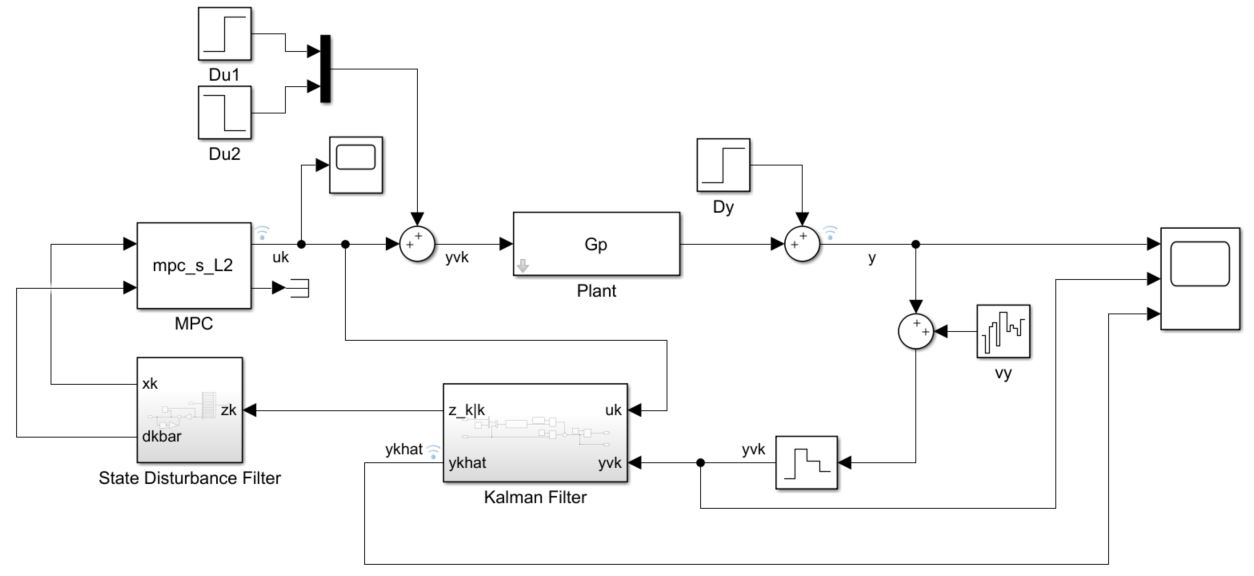 Du1
Du2
Dy
mpc_s_L2
MPC
uk
yvk
Gp
Plant
y
vy
xk
zk
dkbar
State Disturbance Filter
z_k|k
uk
ykhat
ykhat
yvk
Kalman Filter
yvk